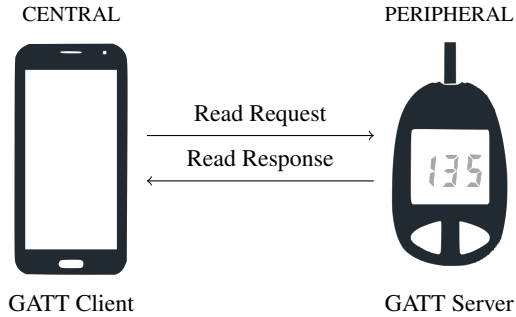 CENTRAL
PERIPHERAL
Read Request
Read Response
135
GATT Client
GATT Server